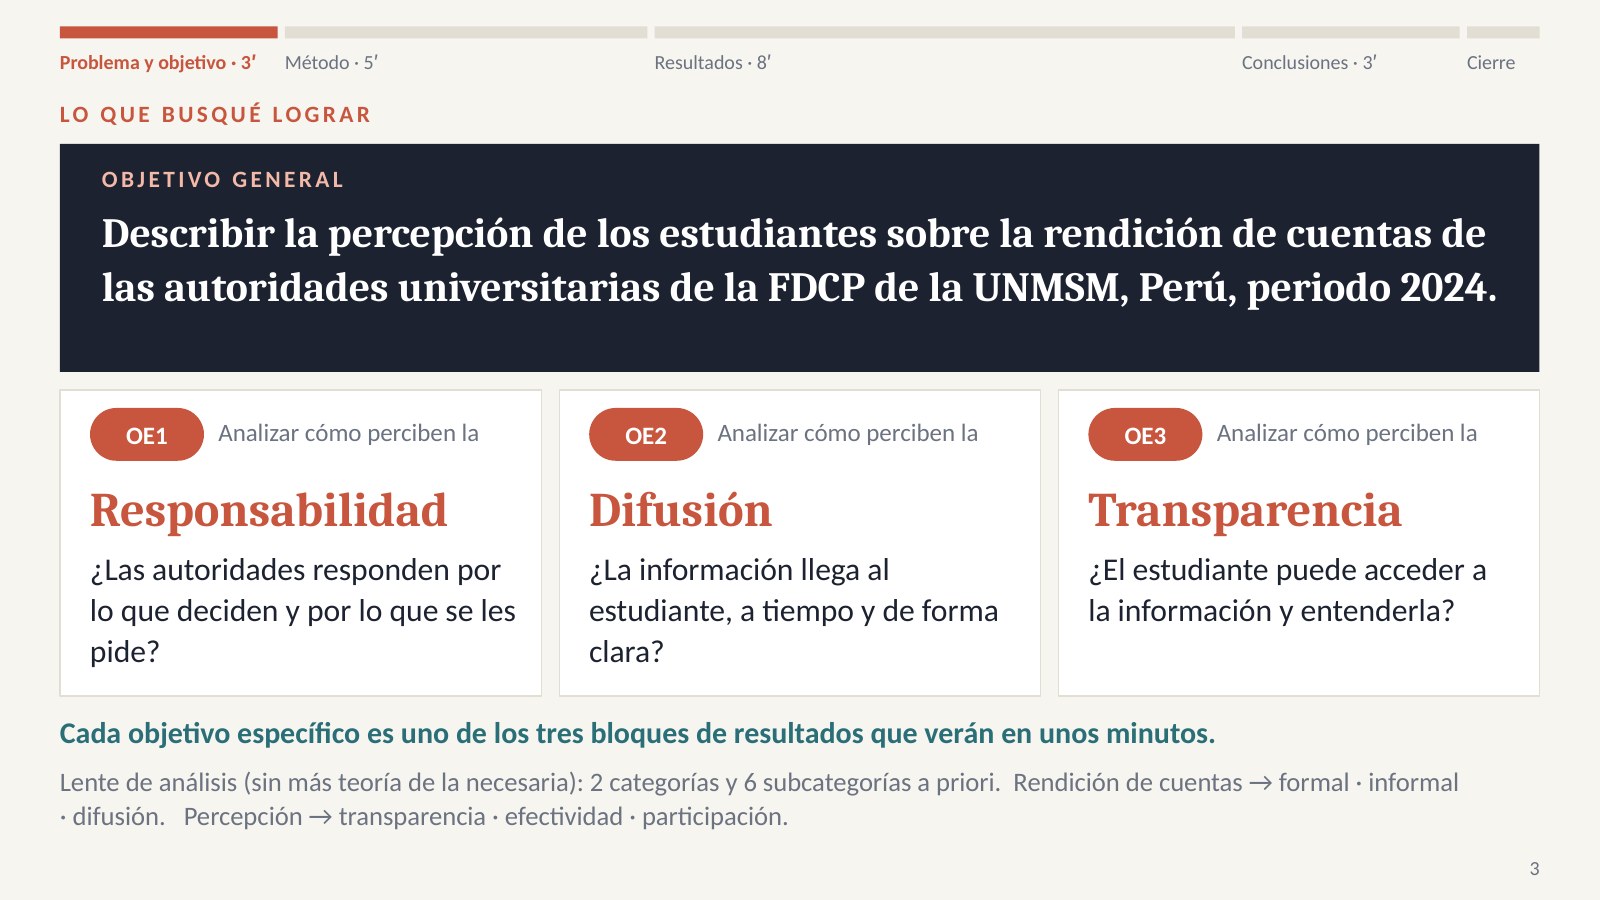 Problema y objetivo · 3′
Método · 5′
Resultados · 8′
Conclusiones · 3′
Cierre
LO QUE BUSQUÉ LOGRAR
OBJETIVO GENERAL
Describir la percepción de los estudiantes sobre la rendición de cuentas de
las autoridades universitarias de la FDCP de la UNMSM, Perú, periodo 2024.
OE1
Analizar cómo perciben la
Responsabilidad
¿Las autoridades responden por
lo que deciden y por lo que se les
pide?
OE2
Analizar cómo perciben la
Difusión
¿La información llega al
estudiante, a tiempo y de forma
clara?
OE3
Analizar cómo perciben la
Transparencia
¿El estudiante puede acceder a
la información y entenderla?
Cada objetivo específico es uno de los tres bloques de resultados que verán en unos minutos.
Lente de análisis (sin más teoría de la necesaria): 2 categorías y 6 subcategorías a priori.  Rendición de cuentas → formal · informal
· difusión.   Percepción → transparencia · efectividad · participación.
3